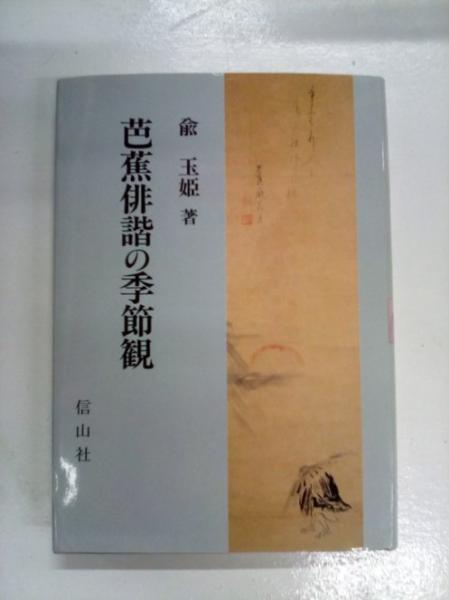 芭蕉俳諧の季節観
兪 玉姫 著
信山社